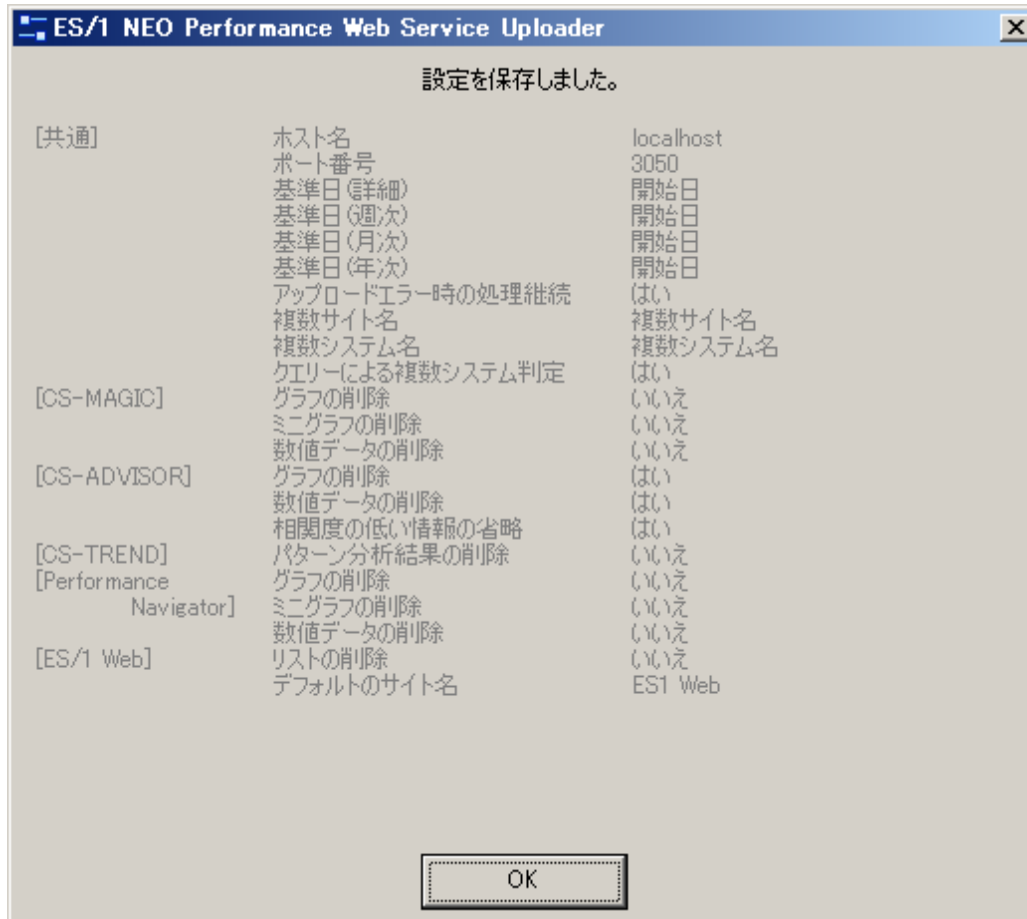 ES/1 NEO Performance Web Service Uploader
設定を保存しました。
[共通] ホスト名 localhost
ポート番号 3050
基準日(詳細) 開始日
基準日(週次) 開始日
基準日(月次) 開始日
基準日(年次) 開始日
アップロードエラー時の処理継続 はい
複数サイト名 複数サイト名
複数システム名 複数システム名
クエリーによる複数システム判定 はい
[CS-MAGIC] グラフの削除 いいえ
ミニグラフの削除 いいえ
数値データの削除 いいえ
[CS-ADVISOR] グラフの削除 はい
数値データの削除 はい
相関度の低い情報の省略 はい
[CS-TREND] パターン分析結果の削除 いいえ
[Performance グラフの削除 いいえ
Navigator] ミニグラフの削除 いいえ
数値データの削除 いいえ
[ES/1 Web] リストの削除 いいえ
デフォルトのサイト名 ES1 Web
OK